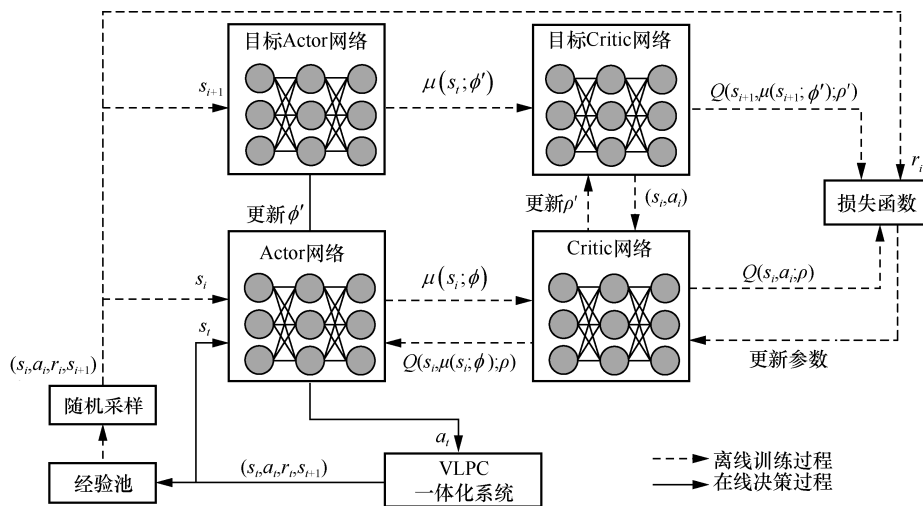 目标Actor网络
目标Critic网络
s_{i+1}
μ(s_t;ϕ′)
Q(s_{i+1},μ(s_{i+1};ϕ′);ρ′)
r_i
更新ϕ′
更新ρ′
(s_i,a_i)
损失函数
Actor网络
Critic网络
s_i
μ(s_i;ϕ)
Q(s_i,a_i;ρ)
s_t
Q(s_i,μ(s_i;ϕ);ρ)
更新参数
(s_i,a_i,r_i,s_{i+1})
随机采样
a_t
(s_t,a_t,r_t,s_{i+1})
经验池
VLPC
一体化系统
离线训练过程
在线决策过程